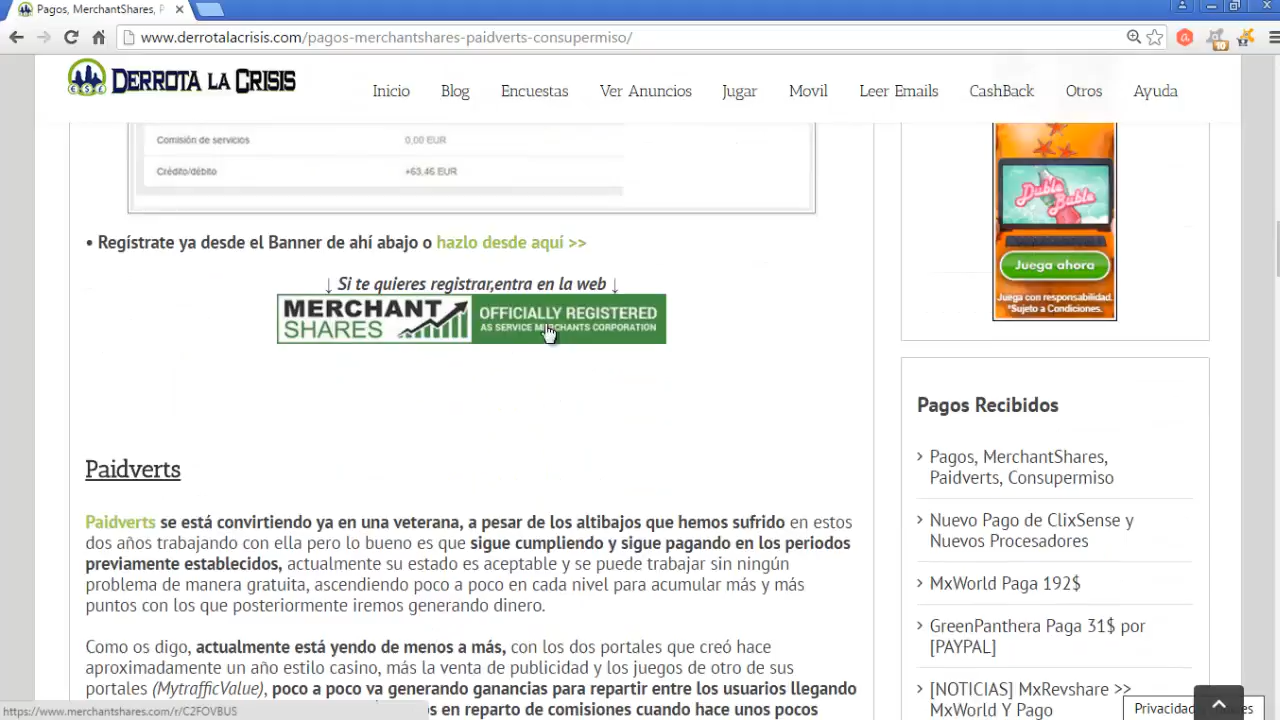 Pagos, MerchantShares, P
www.derrotalacrisis.com/pagos-merchantshares-paidverts-consupermiso/
10
DERROTA LA CRISIS
Inicio
Blog
Encuestas
Ver Anuncios
Jugar
Movil
Leer Emails
CashBack
Otros
Ayuda
Comisión de servicios
0,00 EUR
Crédito/débito
+63,46 EUR
• Regístrate ya desde el Banner de ahí abajo o hazlo desde aquí >>
↓ Si te quieres registrar,entra en la web ↓
MERCHANT
SHARES
OFFICIALLY REGISTERED
AS SERVICE MERCHANTS CORPORATION
Paidverts
Paidverts se está convirtiendo ya en una veterana, a pesar de los altibajos que hemos sufrido en estos
dos años trabajando con ella pero lo bueno es que sigue cumpliendo y sigue pagando en los periodos
previamente establecidos, actualmente su estado es aceptable y se puede trabajar sin ningún
problema de manera gratuita, ascendiendo poco a poco en cada nivel para acumular más y más
puntos con los que posteriormente iremos generando dinero.
Como os digo, actualmente está yendo de menos a más, con los dos portales que creó hace
aproximadamente un año estilo casino, más la venta de publicidad y los juegos de otro de sus
portales (MytrafficValue), poco a poco va generando ganancias para repartir entre los usuarios llegando
s en reparto de comisiones cuando hace unos pocos
Duble
Buble
Juega ahora
Juega con responsabilidad.
*Sujeto a Condiciones.
Pagos Recibidos
Pagos, MerchantShares,
Paidverts, Consupermiso
Nuevo Pago de ClixSense y
Nuevos Procesadores
MxWorld Paga 192$
GreenPanthera Paga 31$ por
[PAYPAL]
[NOTICIAS] MxRevshare >>
MxWorld Y Pago
Privacidad y Cookies
https://www.merchantshares.com/r/C2FOVBUS